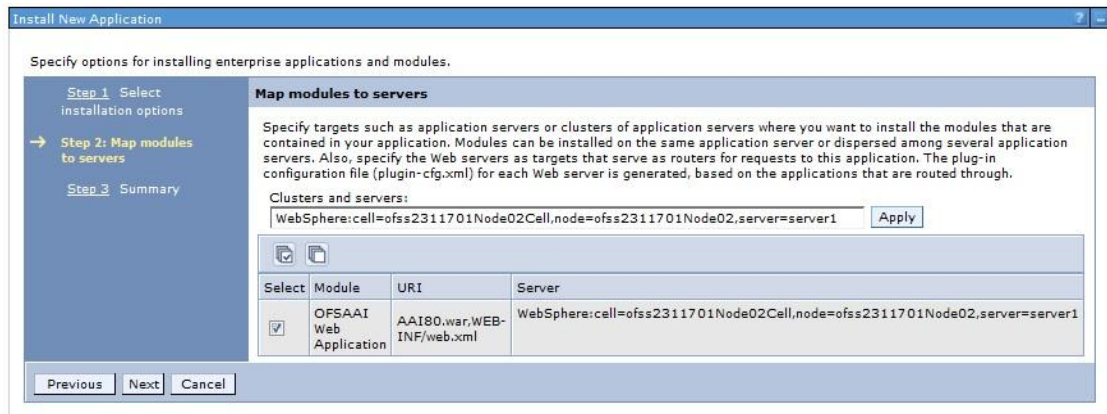 Install New Application
?
Specify options for installing enterprise applications and modules.
Step 1 Select
installation options
Step 2: Map modules
to servers
Step 3 Summary
Map modules to servers
Specify targets such as application servers or clusters of application servers where you want to install the modules that are
contained in your application. Modules can be installed on the same application server or dispersed among several application
servers. Also, specify the Web servers as targets that serve as routers for requests to this application. The plug-in
configuration file (plugin-cfg.xml) for each Web server is generated, based on the applications that are routed through.
Clusters and servers:
WebSphere:cell=ofss2311701Node02Cell,node=ofss2311701Node02,server=server1 Apply
Select Module URI Server
OFSAAI
Web
Application
AAI80.war,WEB-
INF/web.xml
WebSphere:cell=ofss2311701Node02Cell,node=ofss2311701Node02,server=server1
Previous Next Cancel